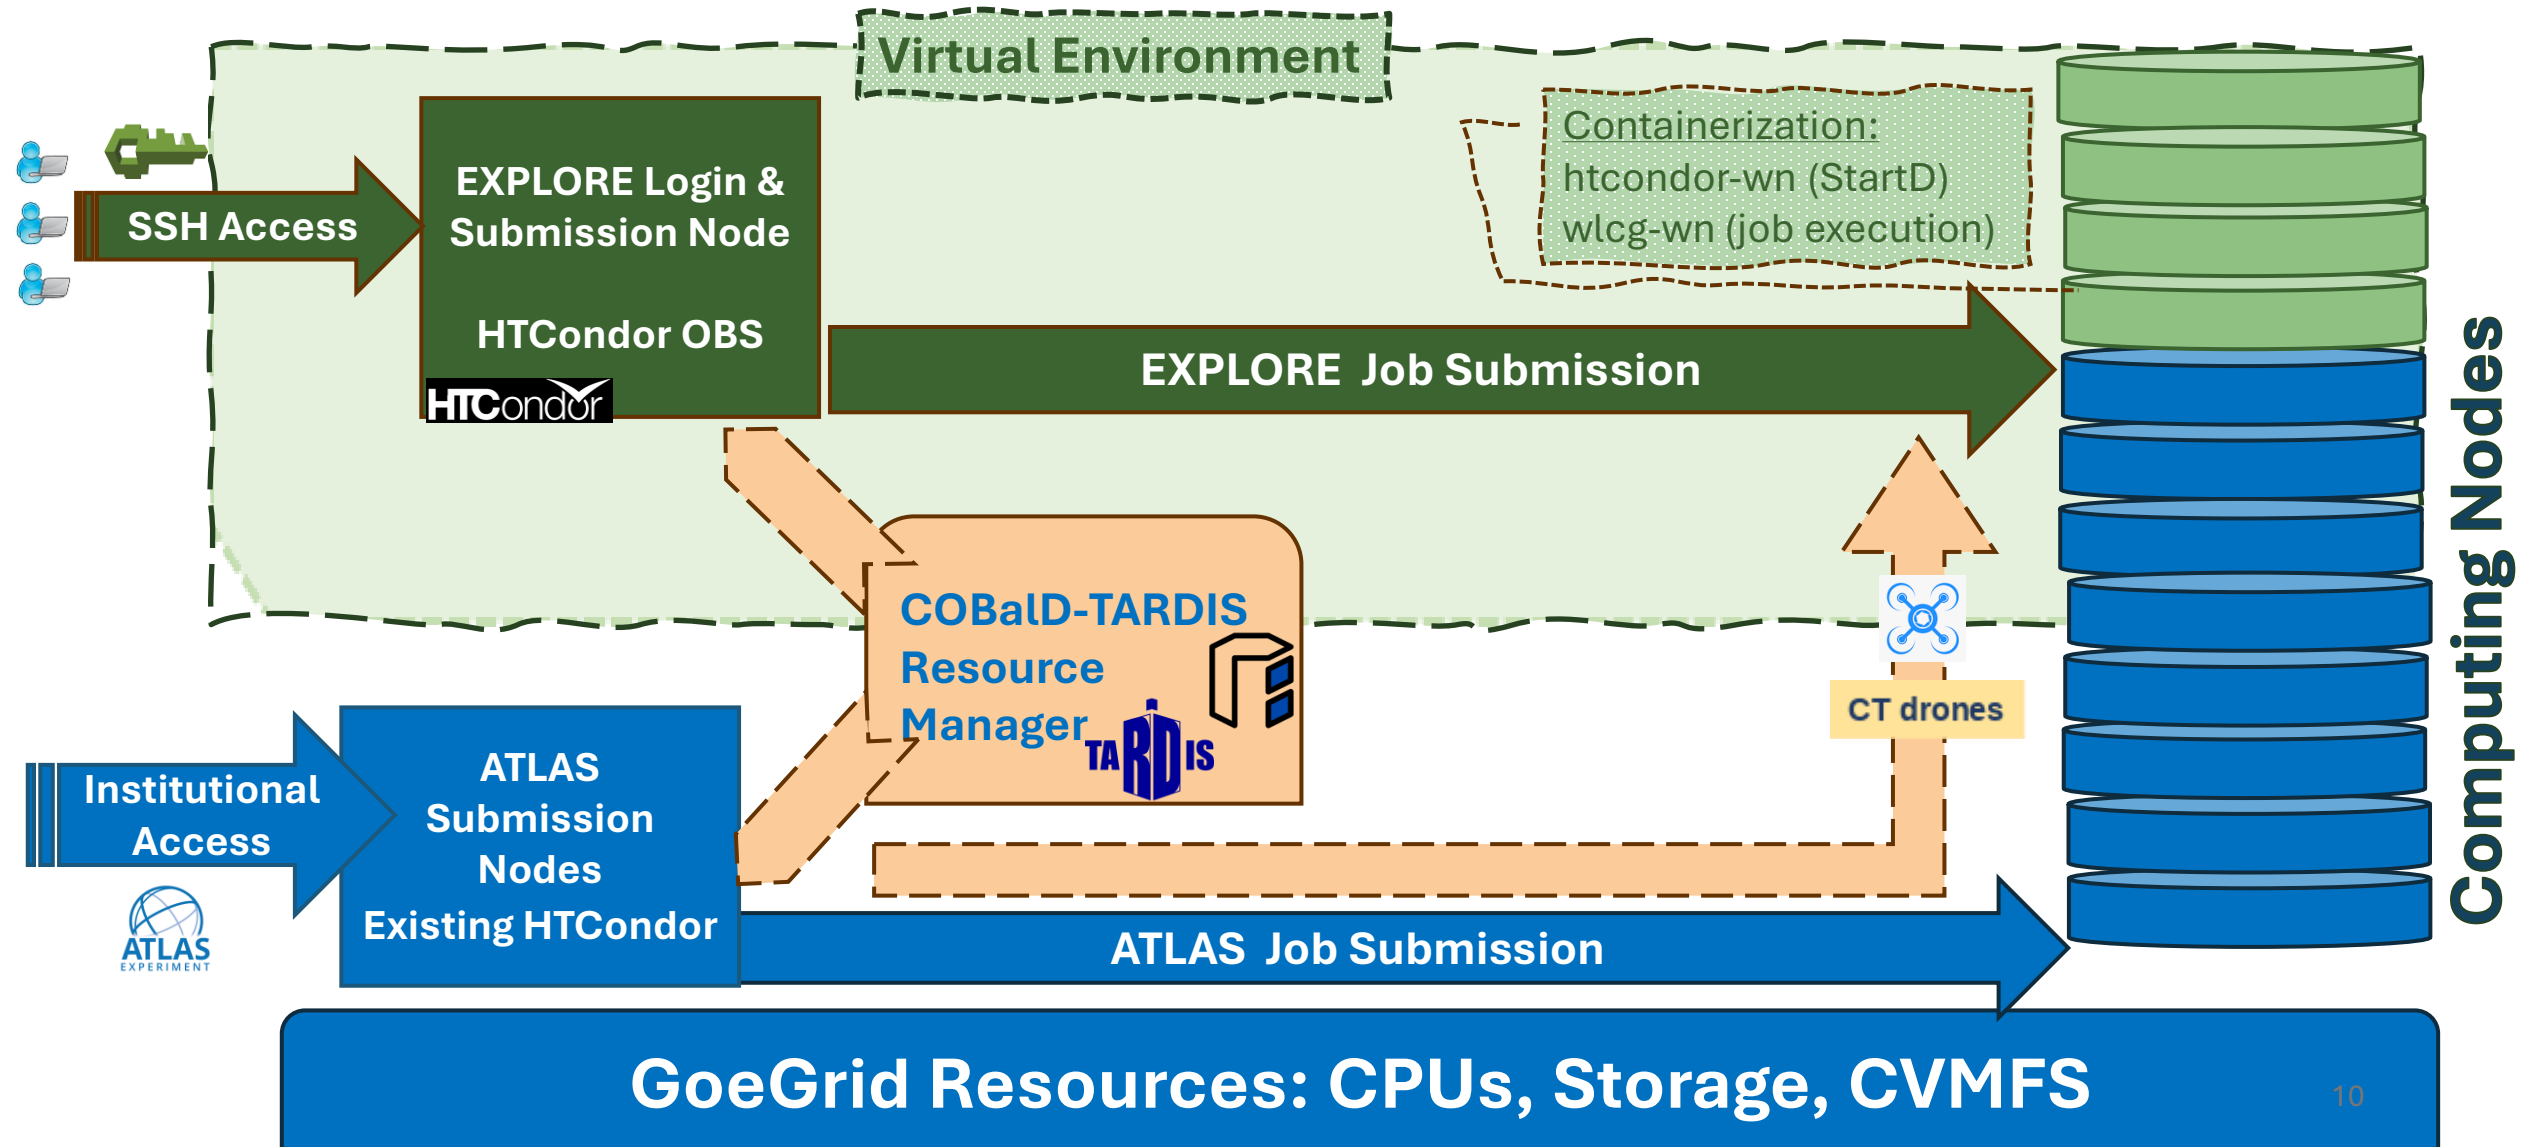 Virtual Environment
Containerization:
htcondor-wn (StartD)
wlcg-wn (job execution)
SSH Access
EXPLORE Login &
Submission Node
HTCondor OBS
HTCondor
EXPLORE Job Submission
COBalD-TARDIS
Resource
Manager
TARDIS
CT drones
Computing Nodes
Institutional
Access
ATLAS
EXPERIMENT
ATLAS
Submission
Nodes
Existing HTCondor
ATLAS Job Submission
GoeGrid Resources: CPUs, Storage, CVMFS
10